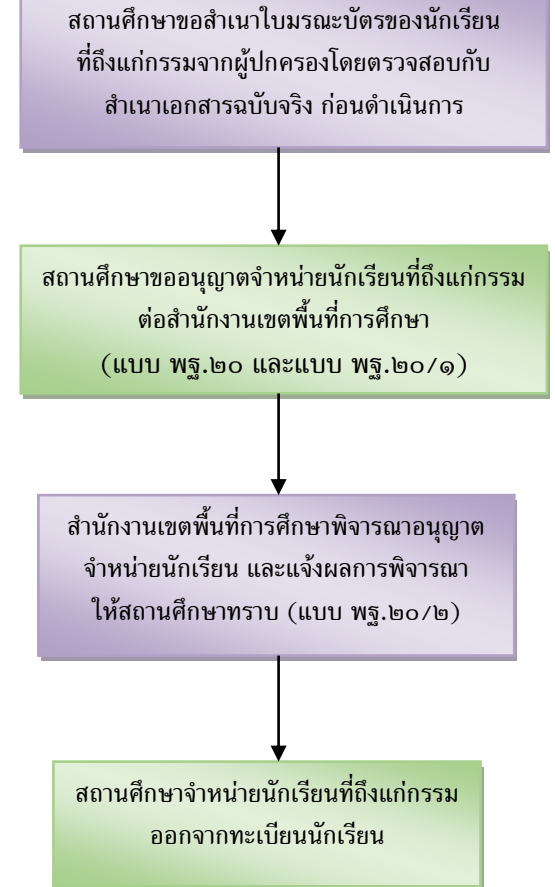 สถานศึกษาขอสำเนาใบมรณะบัตรของนักเรียน
ที่ถึงแก่กรรมจากผู้ปกครองโดยตรวจสอบกับ
สำเนาเอกสารฉบับจริง ก่อนดำเนินการ
สถานศึกษาขออนุญาตจำหน่ายนักเรียนที่ถึงแก่กรรม
ต่อสำนักงานเขตพื้นที่การศึกษา
(แบบ พฐ.๒๐ และแบบ พฐ.๒๐/๑)
สำนักงานเขตพื้นที่การศึกษาพิจารณาอนุญาต
จำหน่ายนักเรียน และแจ้งผลการพิจารณา
ให้สถานศึกษาทราบ (แบบ พฐ.๒๐/๒)
สถานศึกษาจำหน่ายนักเรียนที่ถึงแก่กรรม
ออกจากทะเบียนนักเรียน